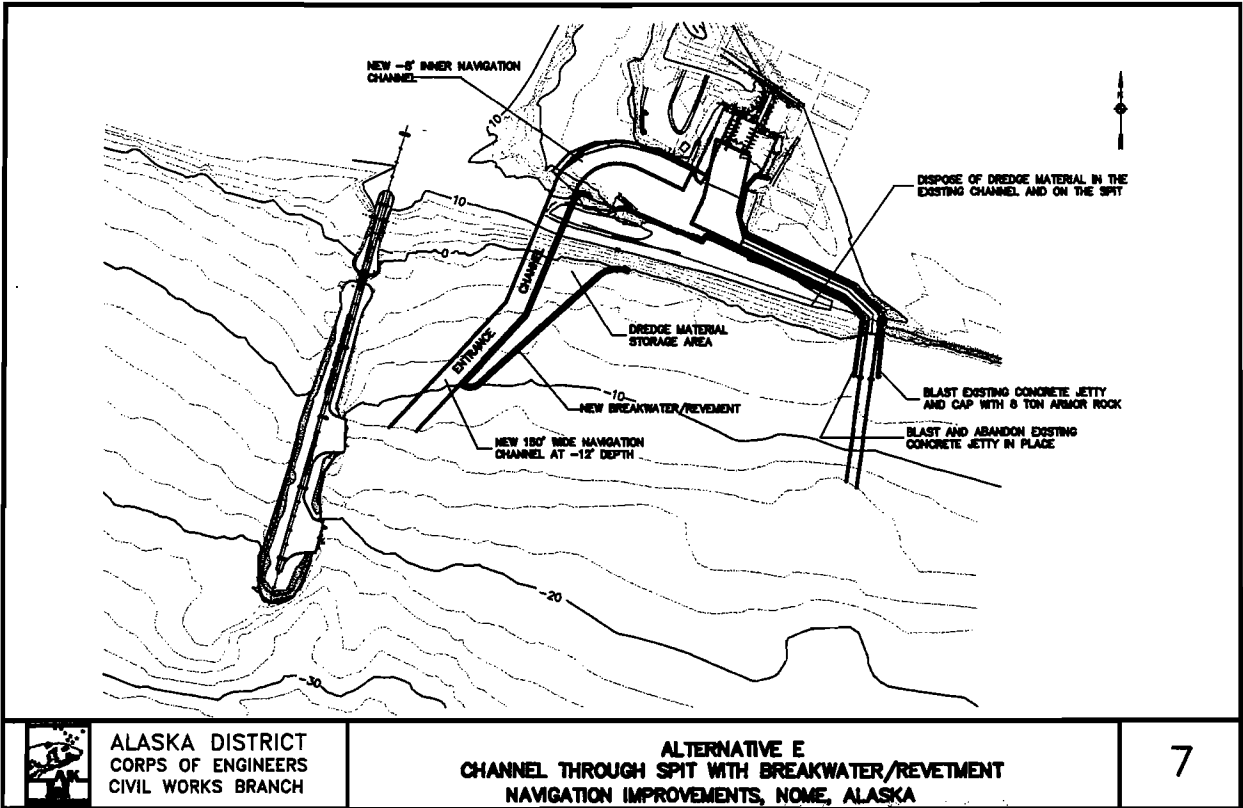 NEW -8' INNER NAVIGATION
CHANNEL
10
N
0
DISPOSE OF DREDGE MATERIAL IN THE
EXISTING CHANNEL AND ON THE SPIT
10
0
CHANNEL
ENTRANCE
DREDGE MATERIAL
STORAGE AREA
-10
NEW BREAKWATER/REVEMENT
BLAST EXISTING CONCRETE JETTY
AND CAP WITH 8 TON ARMOR ROCK
BLAST AND ABANDON EXISTING
CONCRETE JETTY IN PLACE
NEW 150' WIDE NAVIGATION
CHANNEL AT -12' DEPTH
-20
-30
AK
ALASKA DISTRICT
CORPS OF ENGINEERS
CIVIL WORKS BRANCH
ALTERNATIVE E
CHANNEL THROUGH SPIT WITH BREAKWATER/REVETMENT
NAVIGATION IMPROVEMENTS, NOME, ALASKA
7